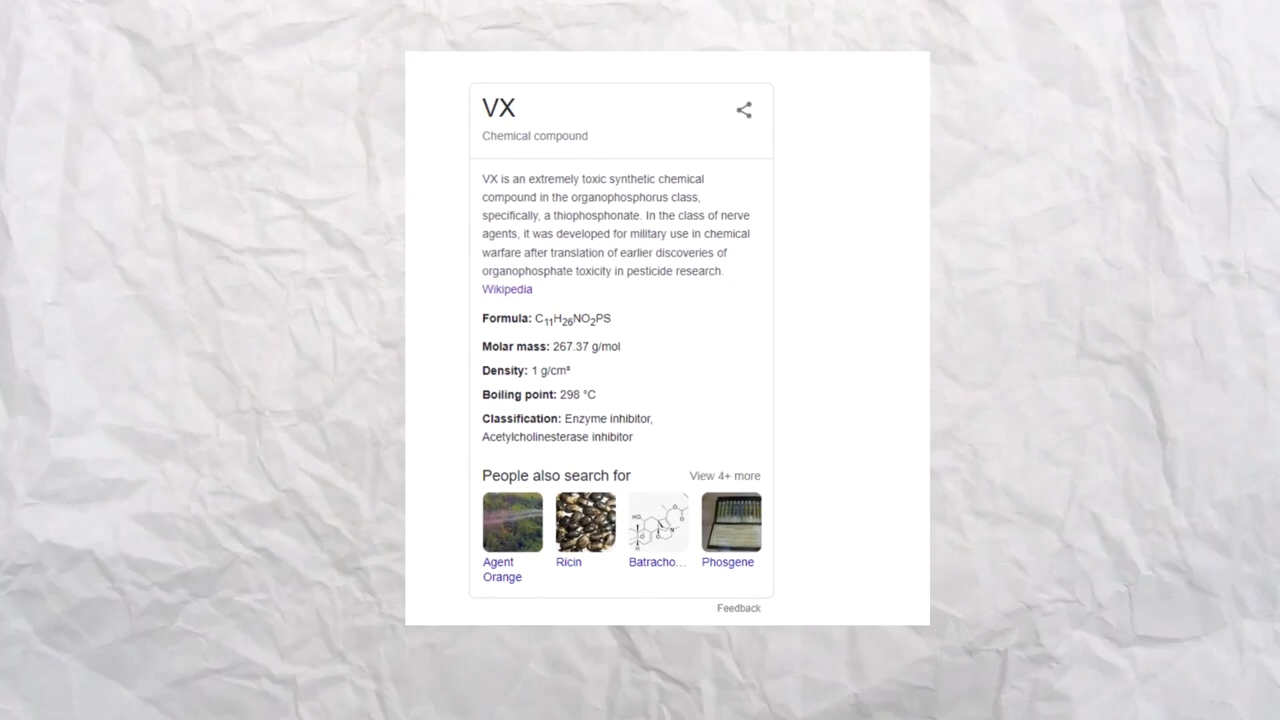 VX
Chemical compound
VX is an extremely toxic synthetic chemical
compound in the organophosphorus class,
specifically, a thiophosphonate. In the class of nerve
agents, it was developed for military use in chemical
warfare after translation of earlier discoveries of
organophosphate toxicity in pesticide research.
Wikipedia
Formula: C₁₁H₂₆NO₂PS
Molar mass: 267.37 g/mol
Density: 1 g/cm³
Boiling point: 298 °C
Classification: Enzyme inhibitor,
Acetylcholinesterase inhibitor
People also search for
View 4+ more
Agent
Orange
Ricin
Batracho...
Phosgene
Feedback